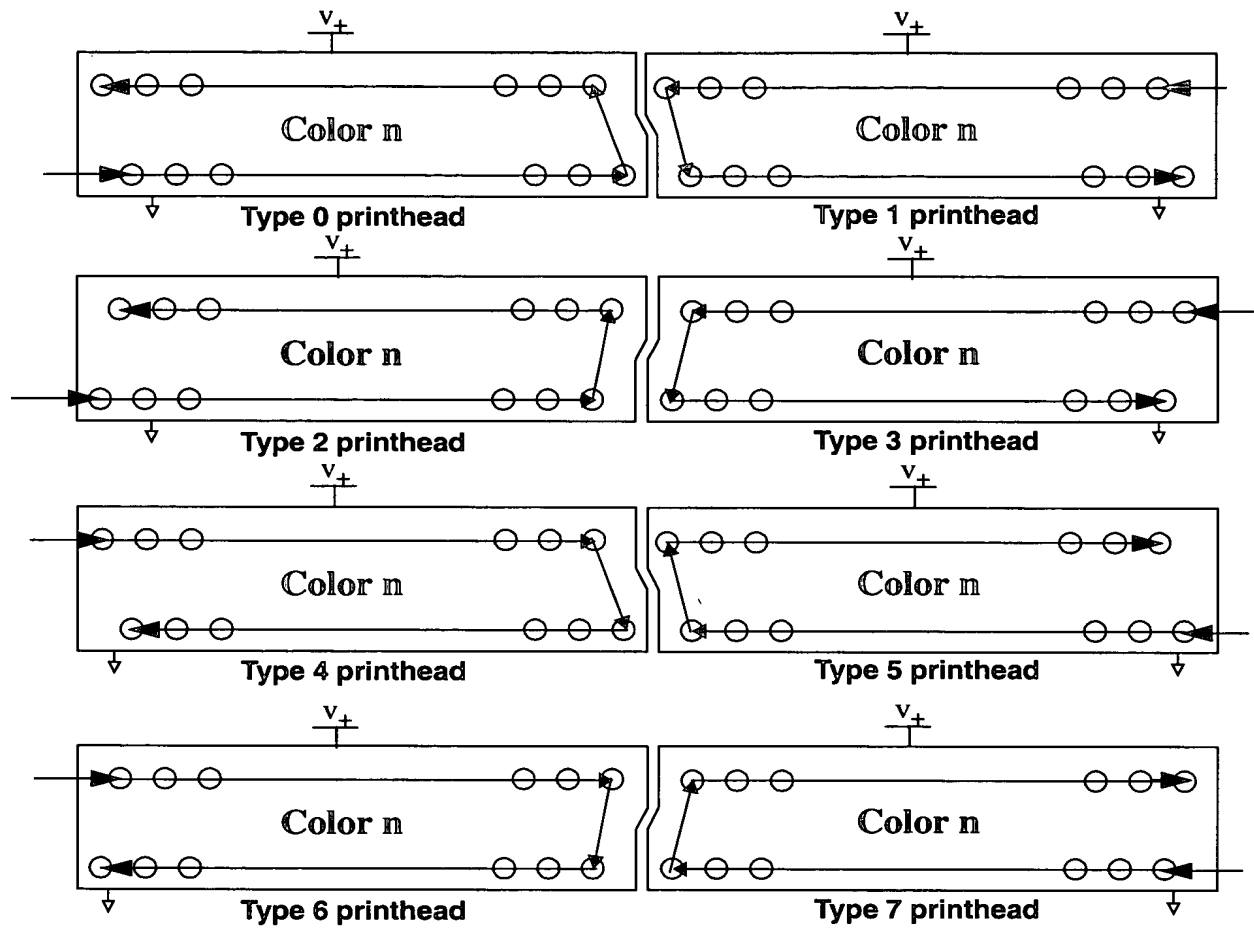 V+ V+
Color n Color n
Type 0 printhead Type 1 printhead
V+ V+
Color n Color n
Type 2 printhead Type 3 printhead
V+ V+
Color n Color n
Type 4 printhead Type 5 printhead
V+ V+
Color n Color n
Type 6 printhead Type 7 printhead